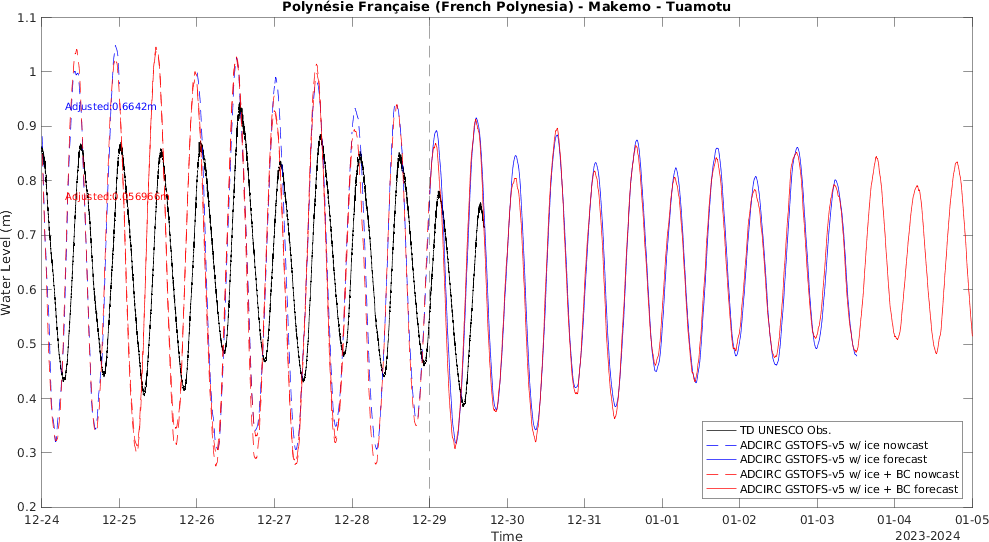 Polynésie Française (French Polynesia) - Makemo - Tuamotu
1.1
1
0.9
0.8
0.7
0.6
0.5
0.4
0.3
0.2
Water Level (m)
Adjusted:0.6642m
Adjusted:0.056966m
TD UNESCO Obs.
ADCIRC GSTOFS-v5 w/ ice nowcast
ADCIRC GSTOFS-v5 w/ ice forecast
ADCIRC GSTOFS-v5 w/ ice + BC nowcast
ADCIRC GSTOFS-v5 w/ ice + BC forecast
12-24 12-25 12-26 12-27 12-28 12-29 12-30 12-31 01-01 01-02 01-03 01-04 01-05
Time
2023-2024